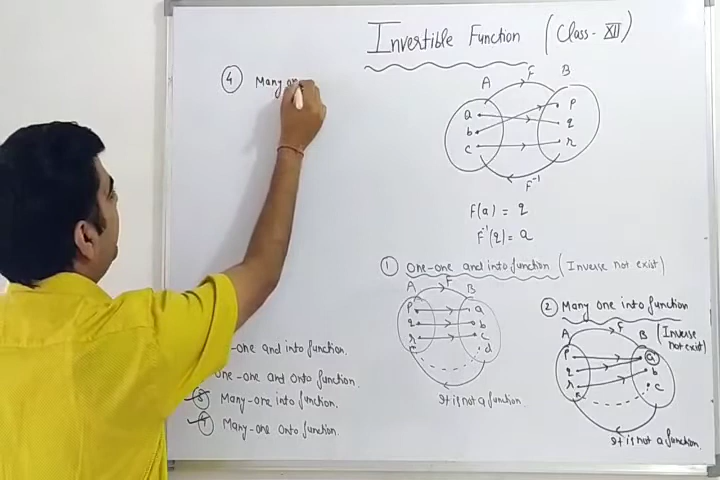 Invertible Function (Class-XII)
④ Many on
A F B
a p
b q
c r
F⁻¹
F(a) = q
F⁻¹(q) = a
① One-one and into function (Inverse not exist)
A F B
p a
q b
r c
d
It is not a function.
② Many one into function
A F B (Inverse not exist)
p a
q b
r c
It is not a function.
-one and into function.
One-one and Onto function.
③ Many-one into function.
④ Many-one Onto function.